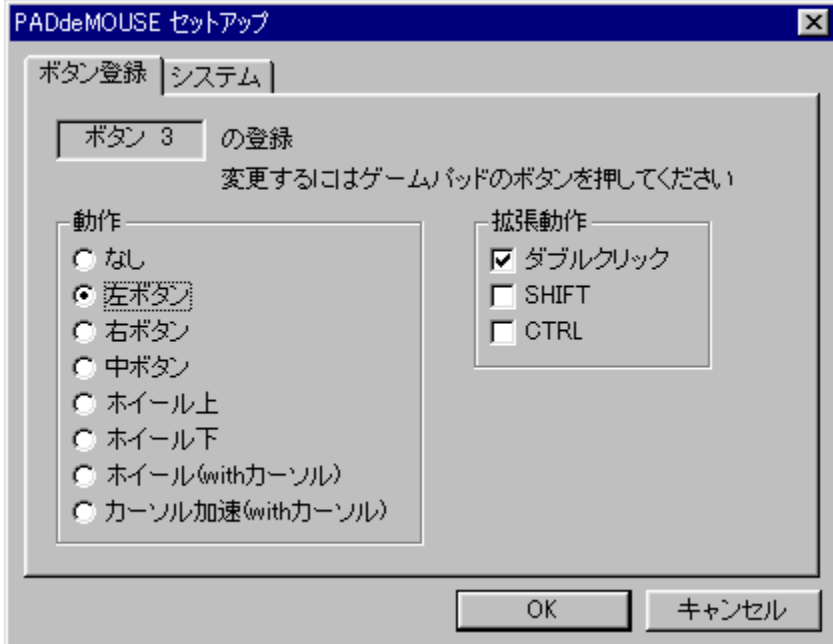 PADdeMOUSE セットアップ
ボタン登録 システム
ボタン 3 の登録
変更するにはゲームパッドのボタンを押してください
動作
なし
左ボタン
右ボタン
中ボタン
ホイール上
ホイール下
ホイール(withカーソル)
カーソル加速(withカーソル)
拡張動作
ダブルクリック
SHIFT
CTRL
OK キャンセル